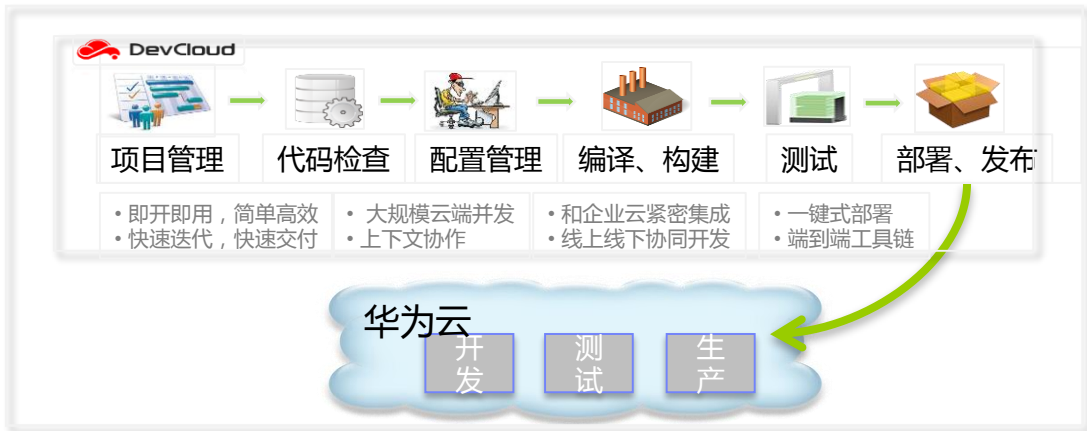 DevCloud
项目管理
代码检查
配置管理
编译、构建
测试
部署、发布
• 即开即用，简单高效
• 快速迭代，快速交付
• 大规模云端并发
• 上下文协作
• 和企业云紧密集成
• 线上线下协同开发
• 一键式部署
• 端到端工具链
华为云
开
发
测
试
生
产